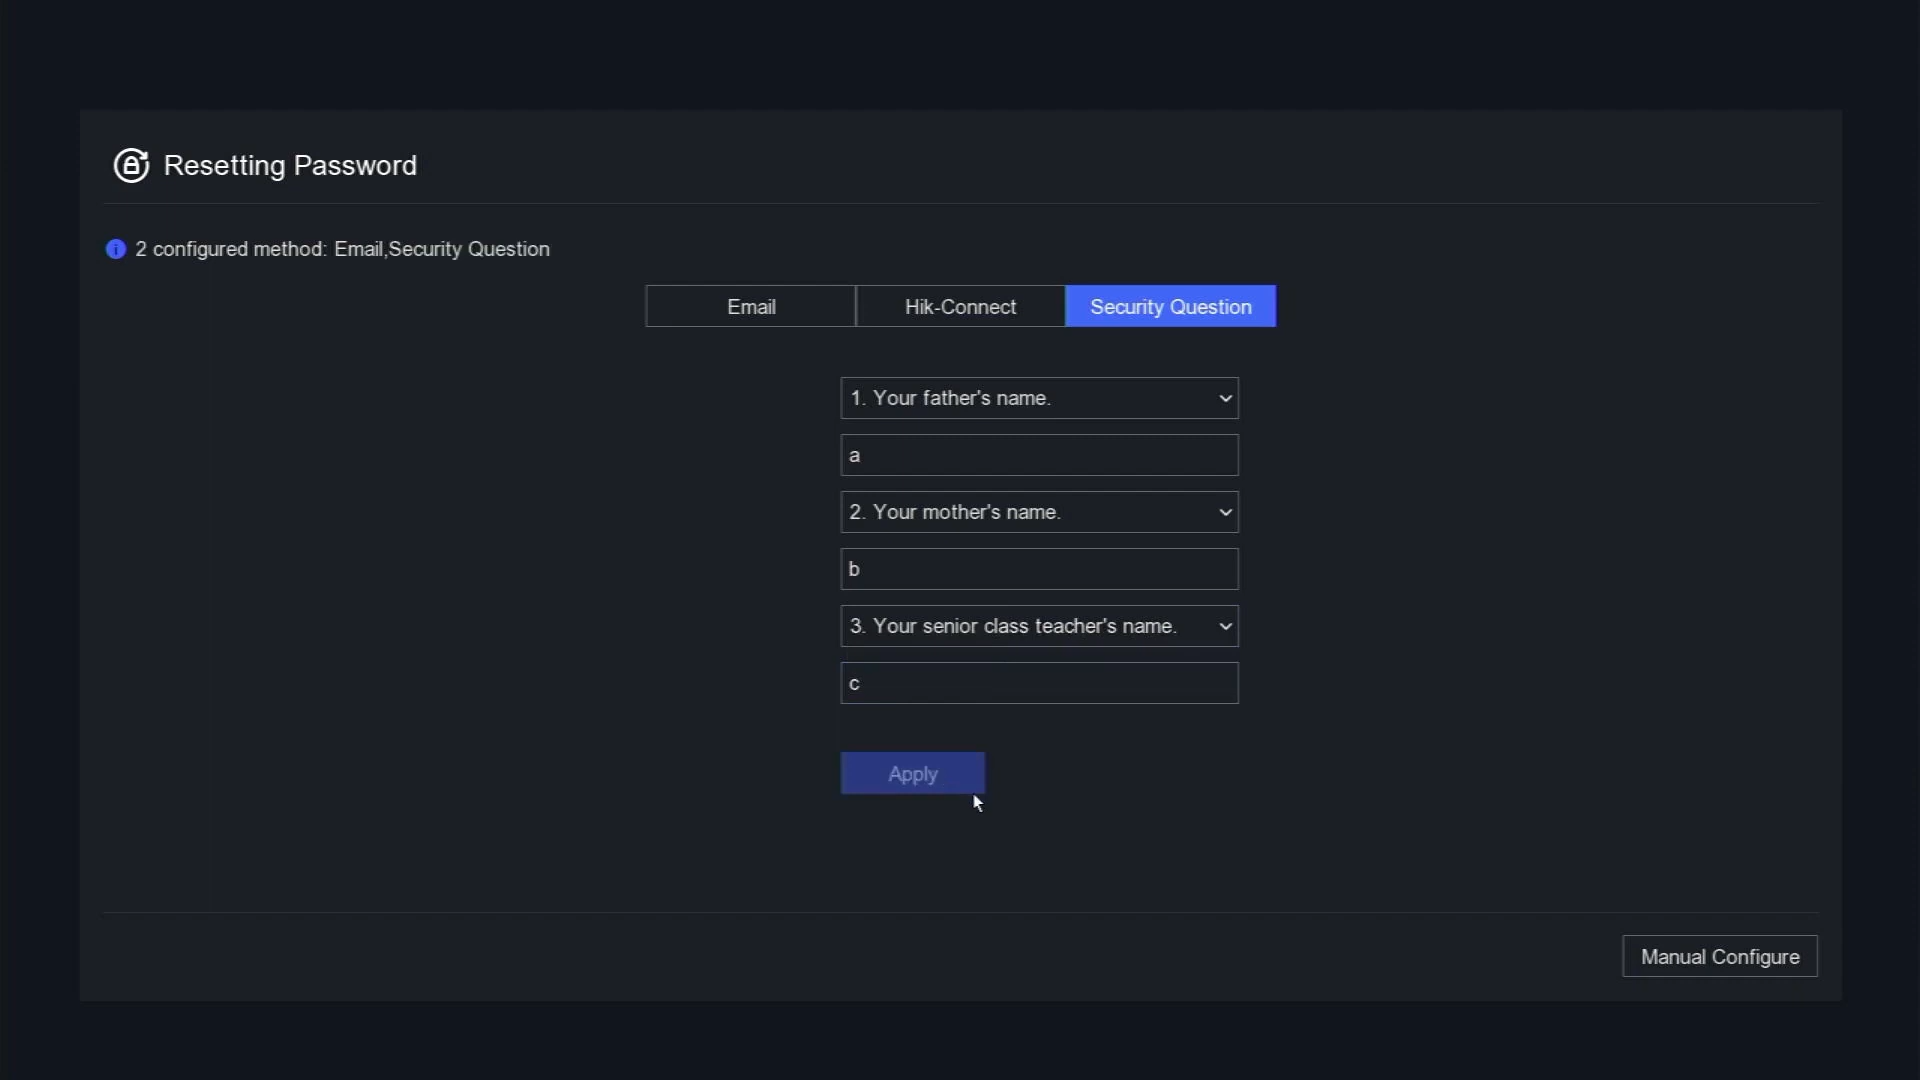 Resetting Password
2 configured method: Email,Security Question
Email
Hik-Connect
Security Question
1. Your father's name.
a
2. Your mother's name.
b
3. Your senior class teacher's name.
c
Apply
Manual Configure